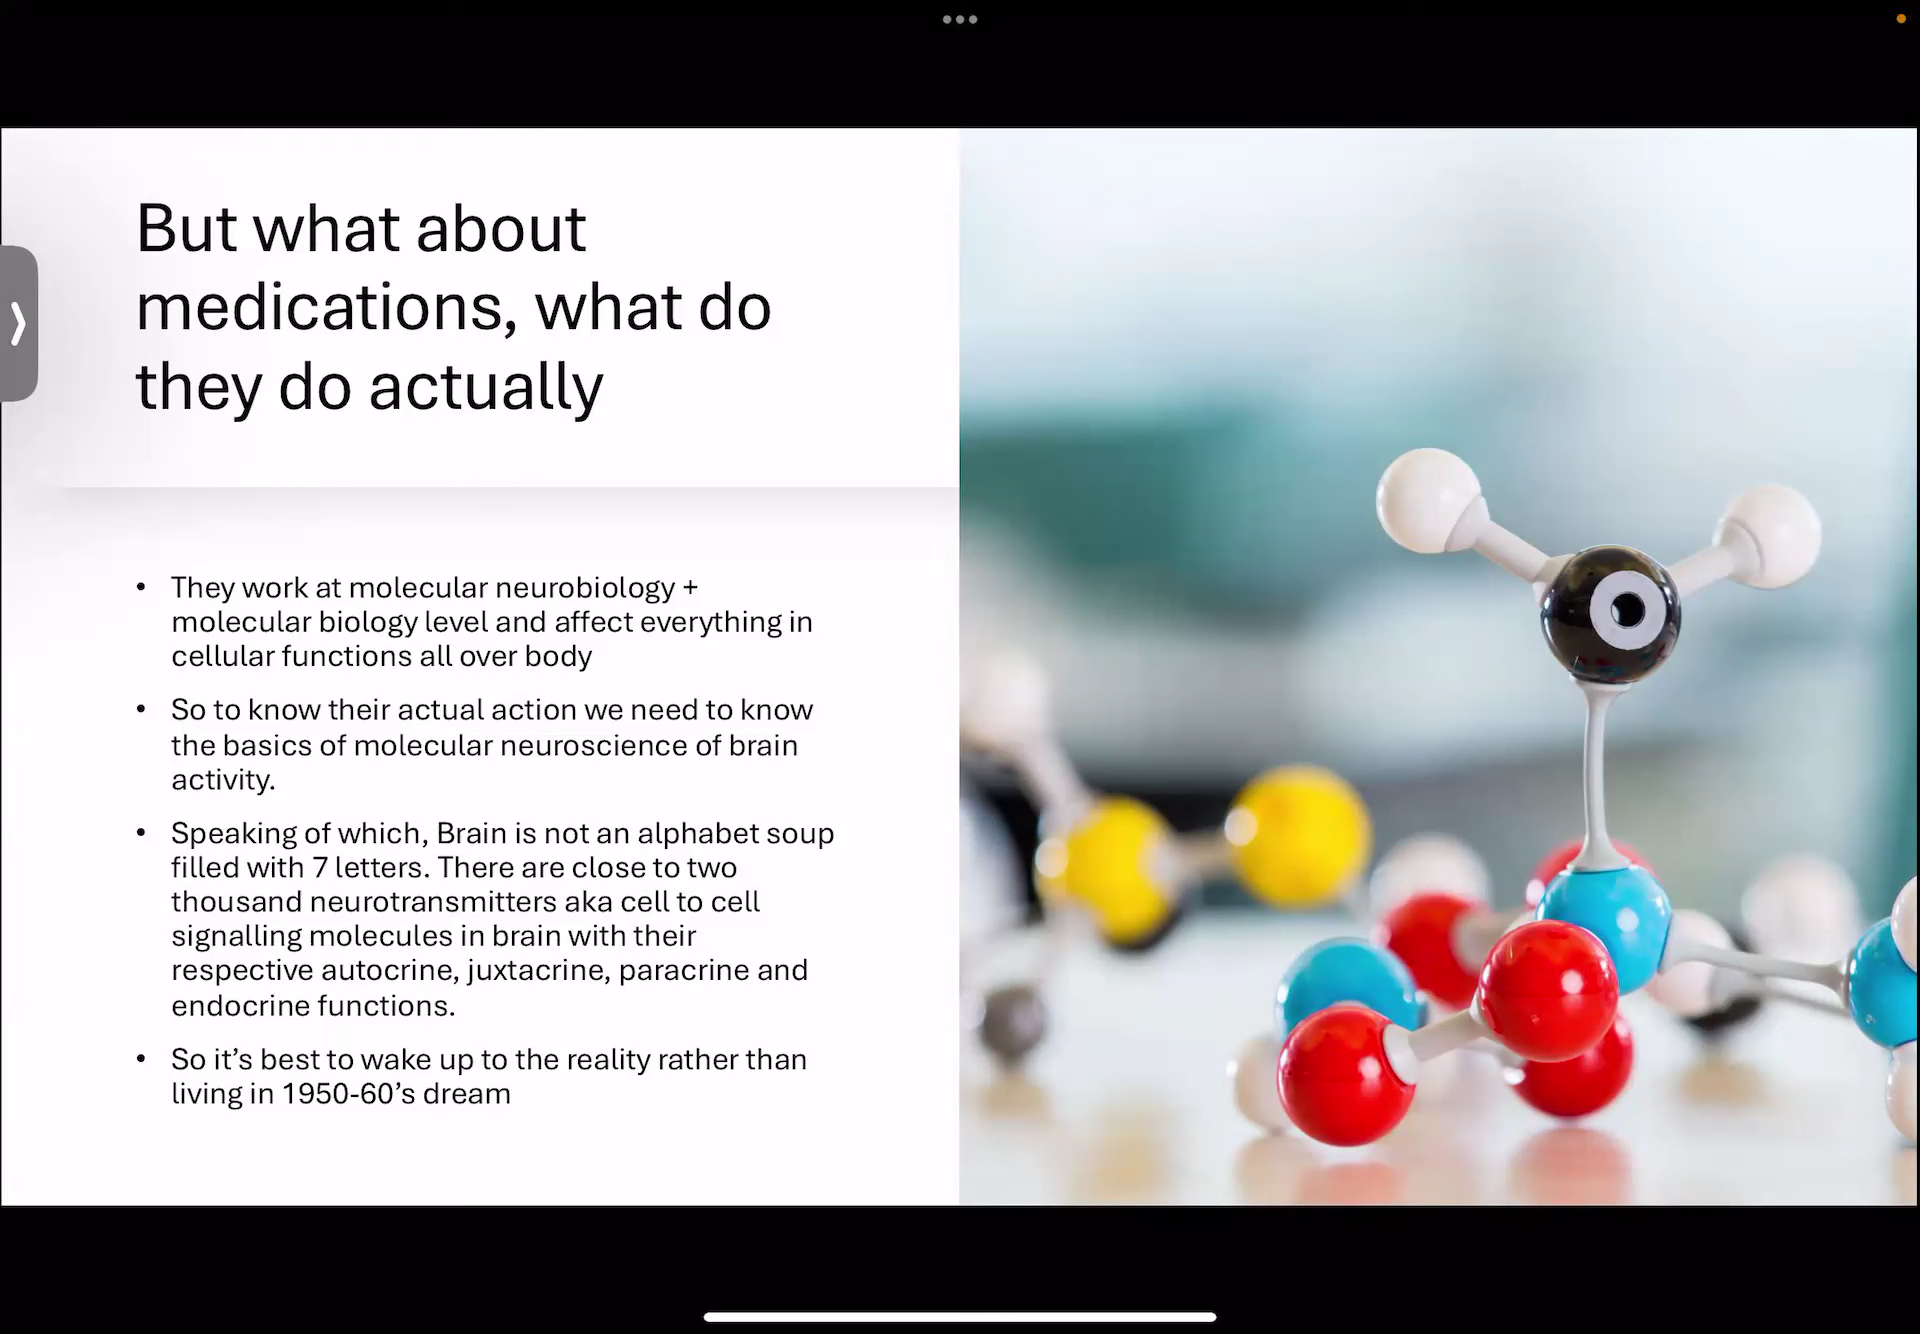 But what about
medications, what do
they do actually
• They work at molecular neurobiology +
molecular biology level and affect everything in
cellular functions all over body
• So to know their actual action we need to know
the basics of molecular neuroscience of brain
activity.
• Speaking of which, Brain is not an alphabet soup
filled with 7 letters. There are close to two
thousand neurotransmitters aka cell to cell
signalling molecules in brain with their
respective autocrine, juxtacrine, paracrine and
endocrine functions.
• So it’s best to wake up to the reality rather than
living in 1950-60’s dream